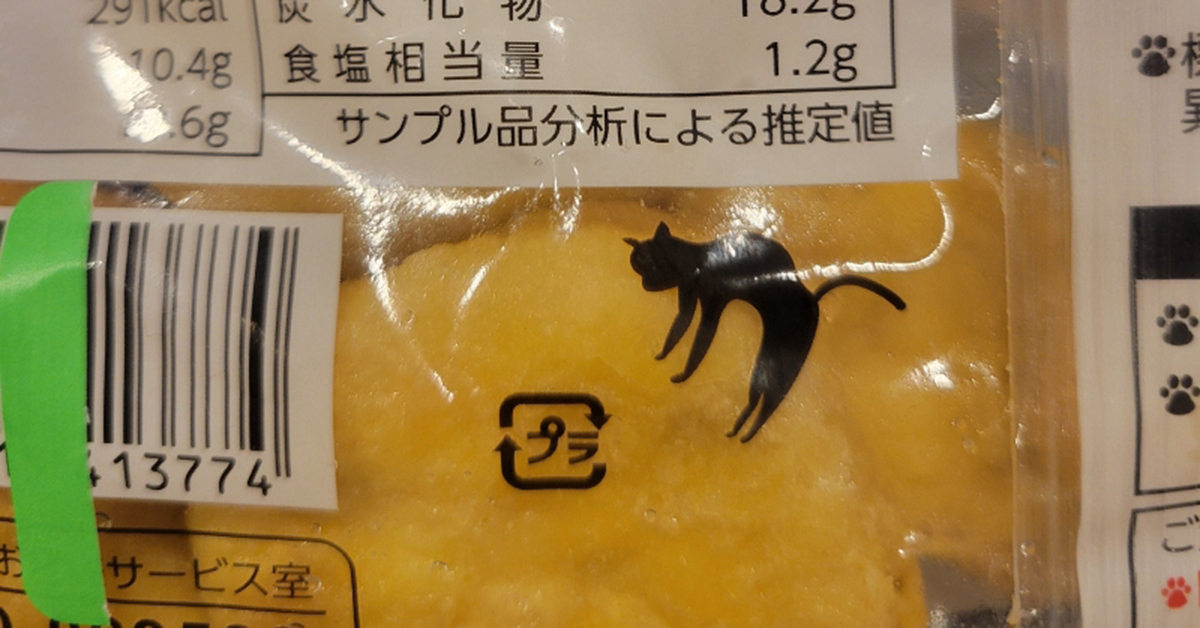 291kcal
炭水化物 18.2g
10.4g
食塩相当量 1.2g
.6g
サンプル品分析による推定値
413774
プラ
お
サービス室
ご